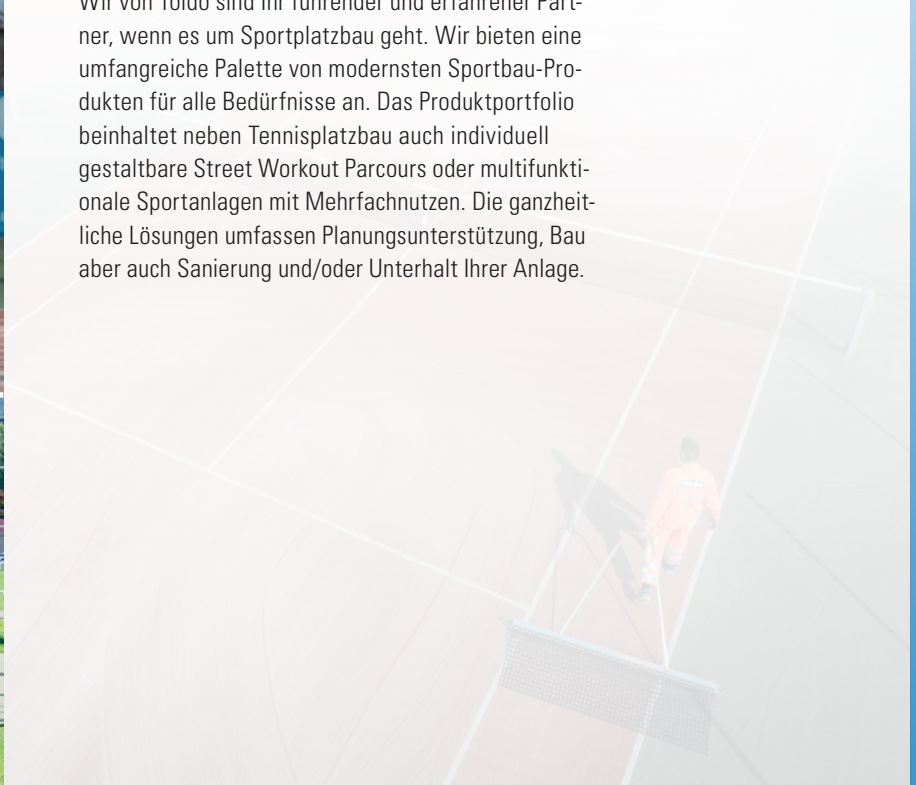 Wir von Toldo sind Ihr führender und erfahrener Part-
ner, wenn es um Sportplatzbau geht. Wir bieten eine
umfangreiche Palette von modernsten Sportbau-Pro-
dukten für alle Bedürfnisse an. Das Produktportfolio
beinhaltet neben Tennisplatzbau auch individuell
gestaltbare Street Workout Parcours oder multifunkti-
onale Sportanlagen mit Mehrfachnutzen. Die ganzheit-
liche Lösungen umfassen Planungsunterstützung, Bau
aber auch Sanierung und/oder Unterhalt Ihrer Anlage.